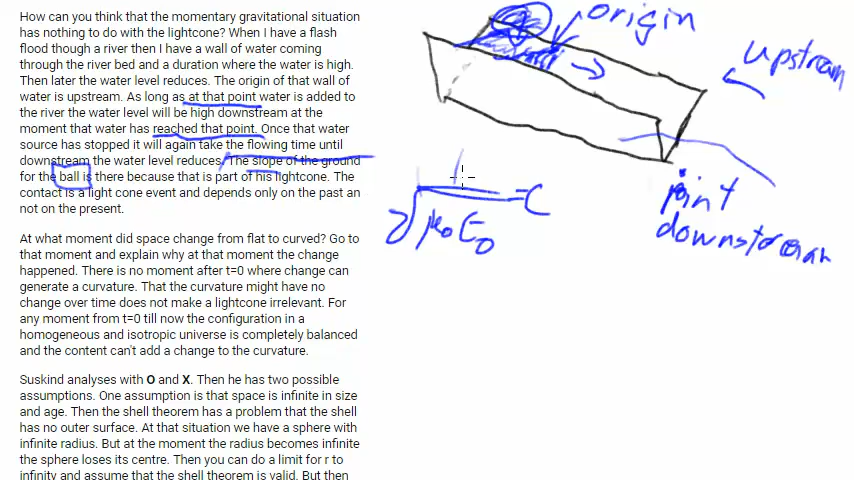 How can you think that the momentary gravitational situation
has nothing to do with the lightcone? When I have a flash
flood though a river then I have a wall of water coming
through the river bed and a duration where the water is high.
Then later the water level reduces. The origin of that wall of
water is upstream. As long as at that point water is added to
the river the water level will be high downstream at the
moment that water has reached that point. Once that water
source has stopped it will again take the flowing time until
downstream the water level reduces. The slope of the ground
for the ball is there because that is part of his lightcone. The
contact is a light cone event and depends only on the past an
not on the present.
At what moment did space change from flat to curved? Go to
that moment and explain why at that moment the change
happened. There is no moment after t=0 where change can
generate a curvature. That the curvature might have no
change over time does not make a lightcone irrelevant. For
any moment from t=0 till now the configuration in a
homogeneous and isotropic universe is completely balanced
and the content can't add a change to the curvature.
Suskind analyses with O and X. Then he has two possible
assumptions. One assumption is that space is infinite in size
and age. Then the shell theorem has a problem that the shell
has no outer surface. At that situation we have a sphere with
infinite radius. But at the moment the radius becomes infinite
the sphere loses its centre. Then you can do a limit for r to
infinity and assume that the shell theorem is valid. But then
origin
upstream
point
downstream
1
√μ₀ε₀ = C